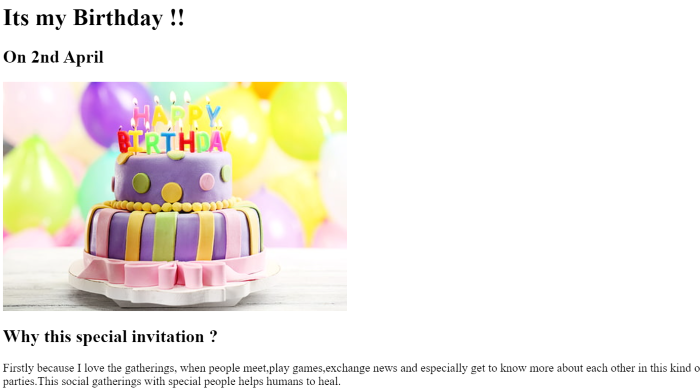 Its my Birthday !!
On 2nd April
HAPPY
BIRTHDAY
Why this special invitation ?
Firstly because I love the gatherings, when people meet,play games,exchange news and especially get to know more about each other in this kind
parties.This social gatherings with special people helps humans to heal.